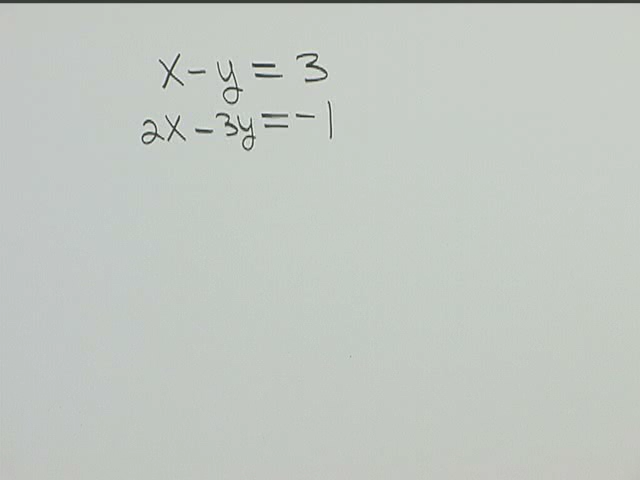 x - y = 3
2x - 3y = -1